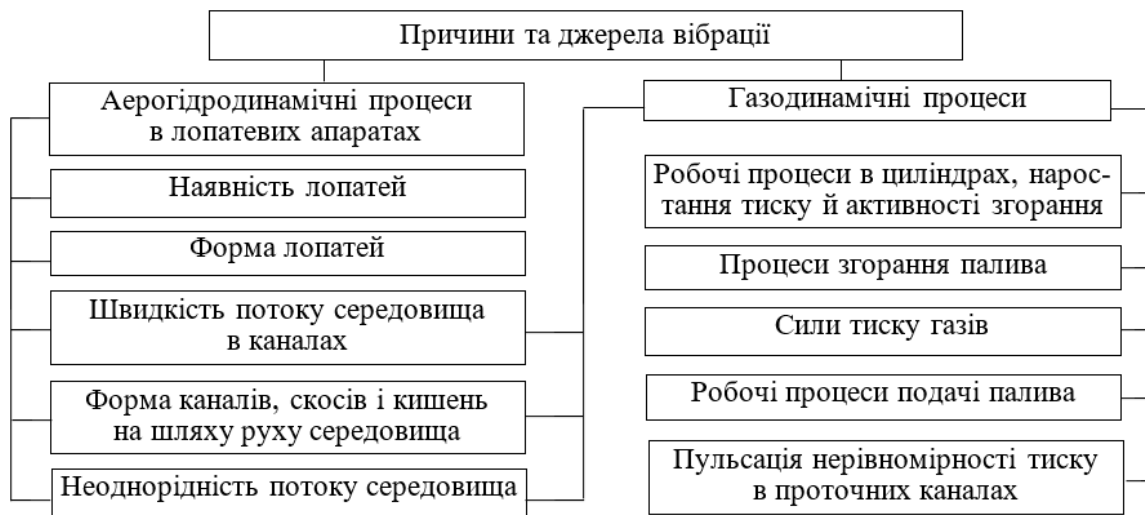 Причини та джерела вібрації
Аерогідродинамічні процеси
в лопатевих апаратах
Наявність лопатей
Форма лопатей
Швидкість потоку середовища
в каналах
Форма каналів, скосів і кишень
на шляху руху середовища
Неоднорідність потоку середовища
Газодинамічні процеси
Робочі процеси в циліндрах, нарос-
тання тиску й активності згорання
Процеси згорання палива
Сили тиску газів
Робочі процеси подачі палива
Пульсація нерівномірності тиску
в проточних каналах